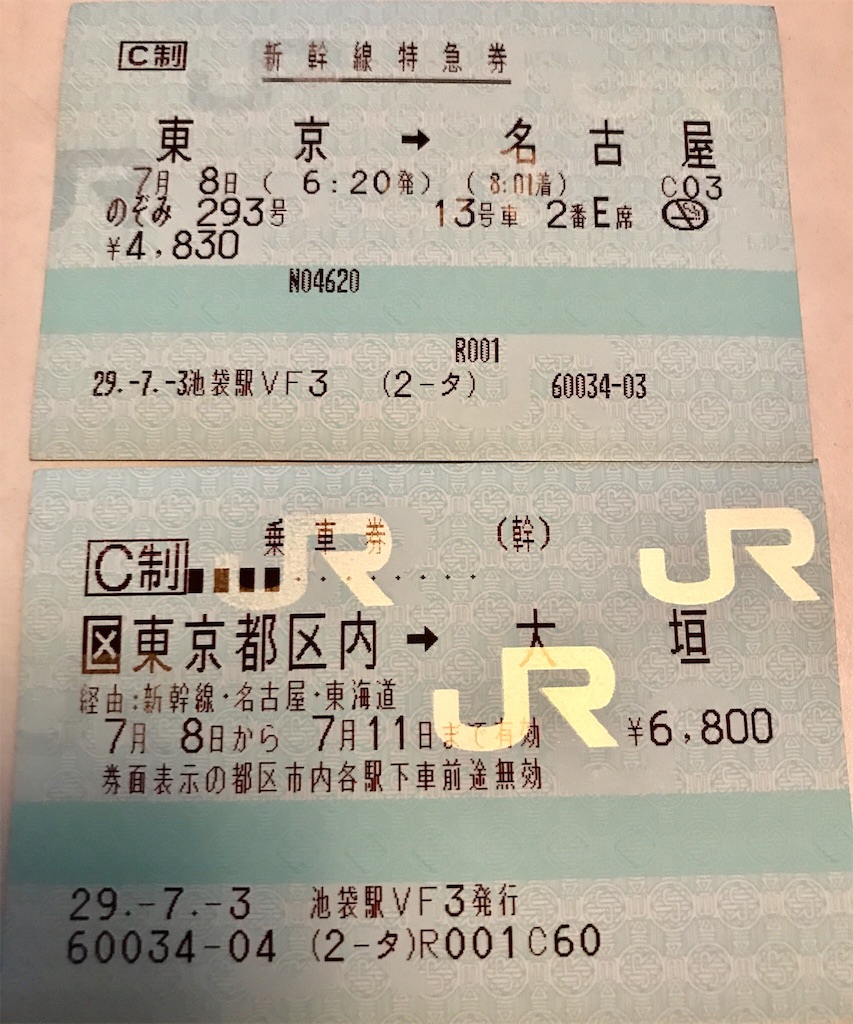 C制 新幹線特急券
東京 → 名古屋
7月 8日 ( 6:20発) ( 8:01着) C03
のぞみ 293号 13号車 2番E席
¥4,830
N04620
R001
29.-7.-3池袋駅VF3 (2-タ) 60034-03
JR
乗車券 (幹)
C制
区東京都区内 → 大垣
経由:新幹線・名古屋・東海道
7月 8日から 7月11日まで有効 ¥6,800
券面表示の都区市内各駅下車前途無効
JR
JR
JR
29.-7.-3 池袋駅VF3発行
60034-04 (2-タ)R001C60